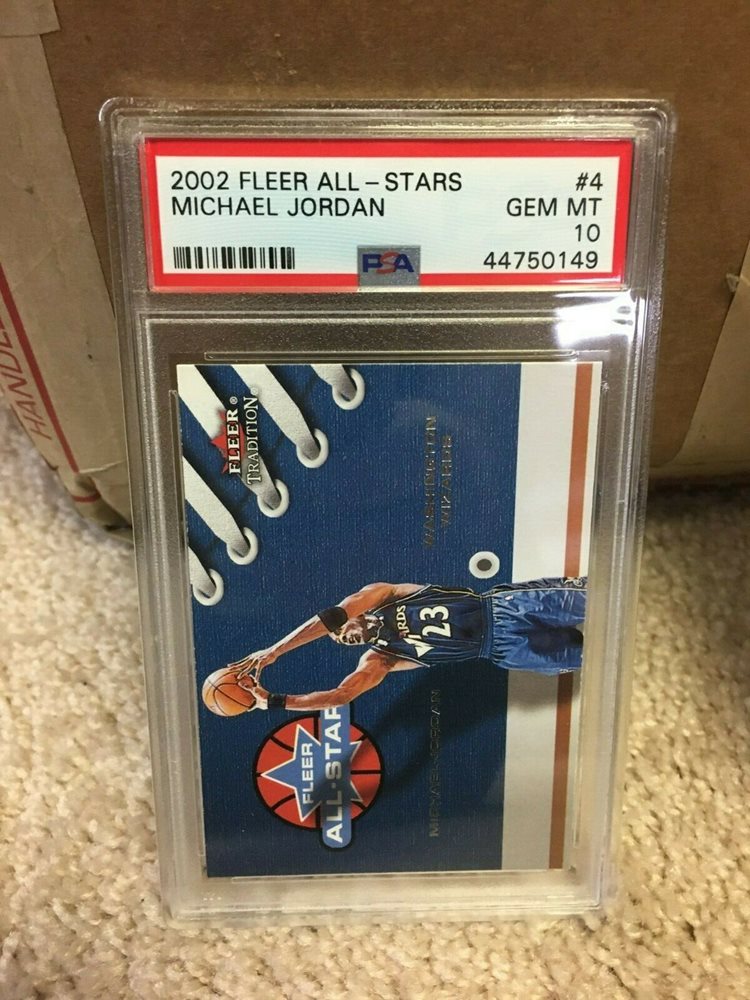 2002 FLEER ALL-STARS #4
MICHAEL JORDAN GEM MT
10
PSA 44750149
FLEER®
TRADITION®
WASHINGTON
WIZARDS
ARDS
23
MICHAEL JORDAN
FLEER
ALL-STAR